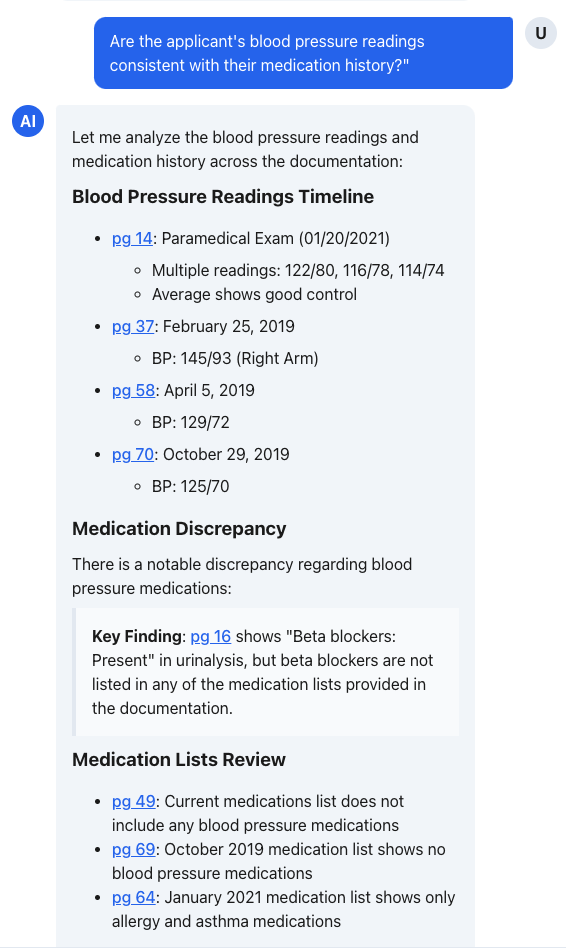 Are the applicant's blood pressure readings
consistent with their medication history?"
U
AI
Let me analyze the blood pressure readings and
medication history across the documentation:
Blood Pressure Readings Timeline
• pg 14: Paramedical Exam (01/20/2021)
◦ Multiple readings: 122/80, 116/78, 114/74
◦ Average shows good control
• pg 37: February 25, 2019
◦ BP: 145/93 (Right Arm)
• pg 58: April 5, 2019
◦ BP: 129/72
• pg 70: October 29, 2019
◦ BP: 125/70
Medication Discrepancy
There is a notable discrepancy regarding blood
pressure medications:
Key Finding: pg 16 shows "Beta blockers:
Present" in urinalysis, but beta blockers are not
listed in any of the medication lists provided in
the documentation.
Medication Lists Review
• pg 49: Current medications list does not
include any blood pressure medications
• pg 69: October 2019 medication list shows no
blood pressure medications
• pg 64: January 2021 medication list shows only
allergy and asthma medications